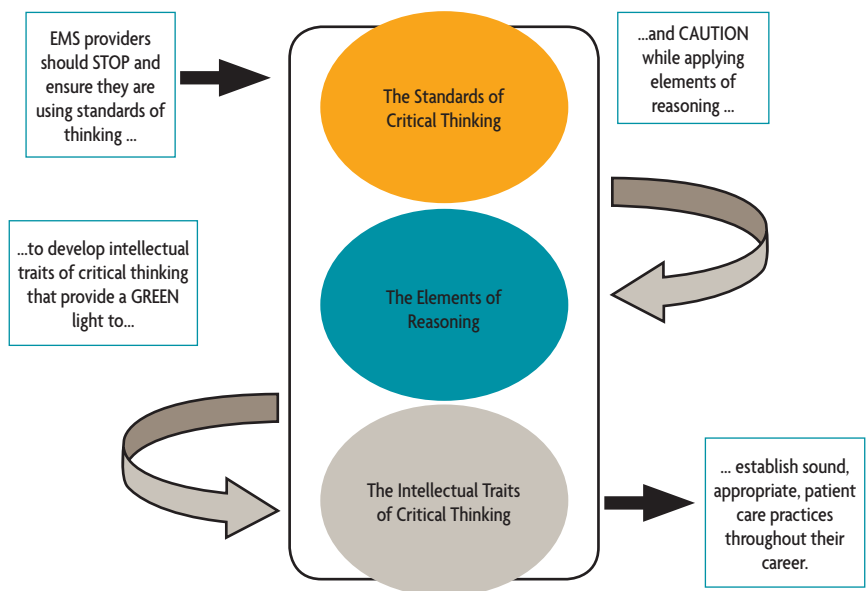 EMS providers
should STOP and
ensure they are
using standards of
thinking ...
The Standards of
Critical Thinking
...and CAUTION
while applying
elements of
reasoning ...
The Elements of
Reasoning
...to develop intellectual
traits of critical thinking
that provide a GREEN
light to...
The Intellectual Traits
of Critical Thinking
... establish sound,
appropriate, patient
care practices
throughout their
career.